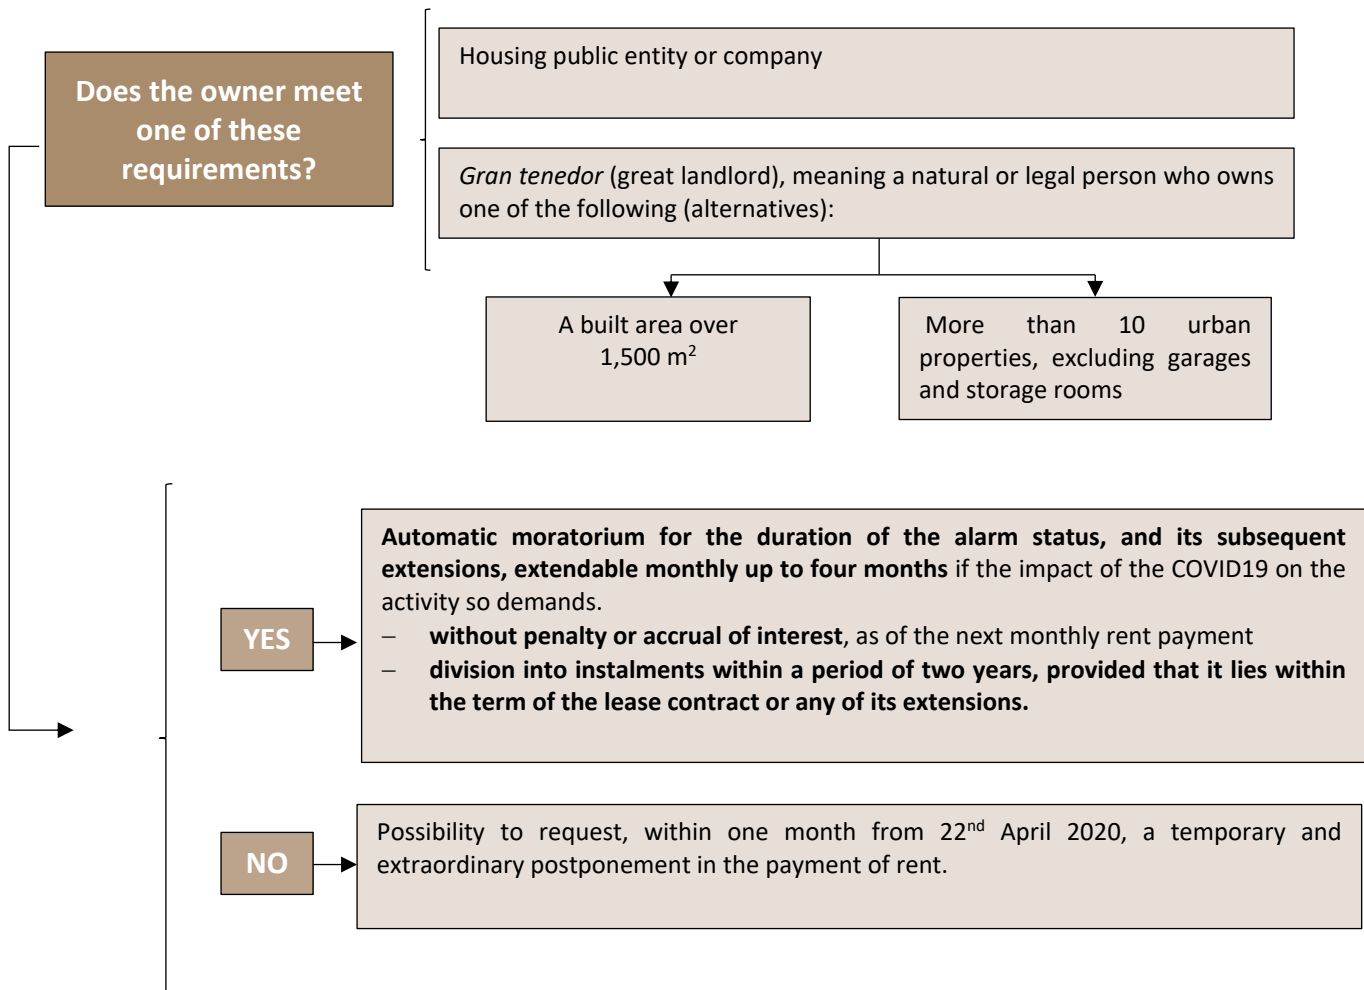 Does the owner meet
one of these
requirements?
Housing public entity or company
Gran tenedor (great landlord), meaning a natural or legal person who owns
one of the following (alternatives):
A built area over
1,500 m²
More than 10 urban
properties, excluding garages
and storage rooms
YES
Automatic moratorium for the duration of the alarm status, and its subsequent
extensions, extendable monthly up to four months if the impact of the COVID19 on the
activity so demands.
– without penalty or accrual of interest, as of the next monthly rent payment
– division into instalments within a period of two years, provided that it lies within
the term of the lease contract or any of its extensions.
NO
Possibility to request, within one month from 22nd April 2020, a temporary and
extraordinary postponement in the payment of rent.